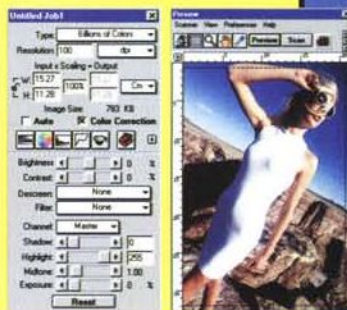 Untitled Job1
Type: Billions of Colors
Resolution: 100 dpi
Input x Scaling = Output
W: 15.27
100%
Cm
H: 11.28
Image Size: 783 KB
Auto
Color Correction
Brightness: 0 %
Contrast: 0 %
Descreen: None
Filter: None
Channel: Master
Shadow: 0
Highlight: 255
Midtone: 1.00
Exposure: 0 %
Reset
Preview
Scanner View Preferences Help
Preview Scan